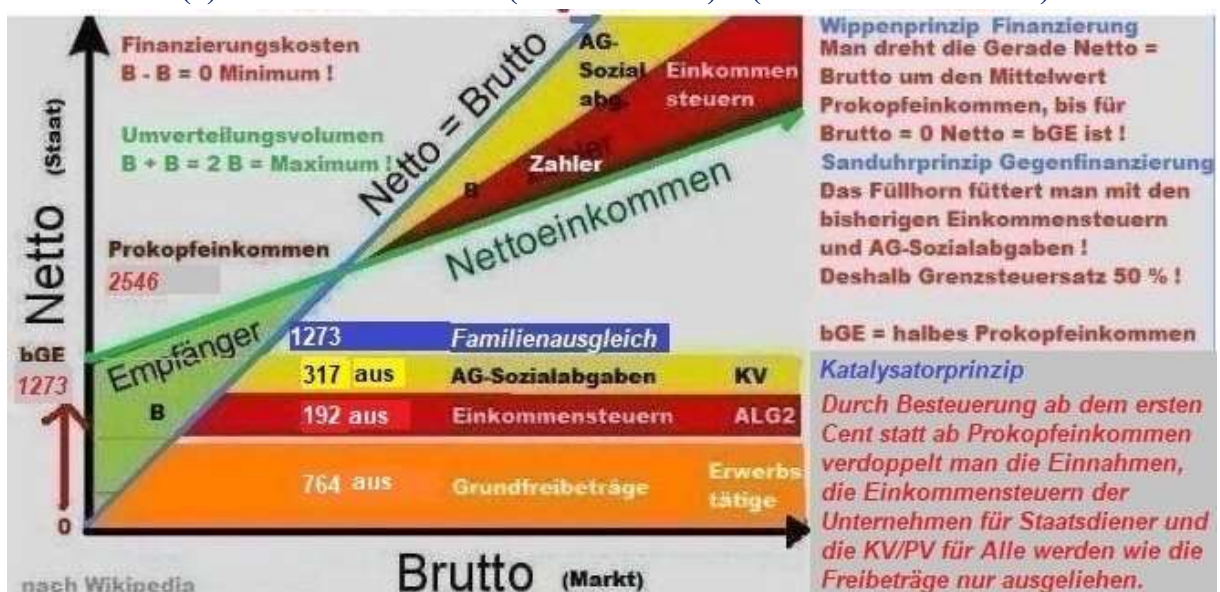 Finanzierungskosten
B - B = 0 Minimum !
Umverteilungsvolumen
B + B = 2 B = Maximum !
Prokopfeinkommen
2546
Netto (Staat)
bGE
1273
0
Netto = Brutto
AG-
Sozial
abg.
Einkommen
steuern
Zahler
B
Nettoeinkommen
Empfänger
B
1273 Familienausgleich
317 aus AG-Sozialabgaben KV
192 aus Einkommensteuern ALG2
764 aus Grundfreibeträge Erwerbs
tätige
Brutto (Markt)
nach Wikipedia
Wippenprinzip Finanzierung
Man dreht die Gerade Netto =
Brutto um den Mittelwert
Prokopfeinkommen, bis für
Brutto = 0 Netto = bGE ist !
Sanduhrprinzip Gegenfinanzierung
Das Füllhorn füttert man mit den
bisherigen Einkommensteuern
und AG-Sozialabgaben !
Deshalb Grenzsteuersatz 50 % !
bGE = halbes Prokopfeinkommen
Katalysatorprinzip
Durch Besteuerung ab dem ersten
Cent statt ab Prokopfeinkommen
verdoppelt man die Einnahmen,
die Einkommensteuern der
Unternehmen für Staatsdiener und
die KV/PV für Alle werden wie die
Freibeträge nur ausgeliehen.